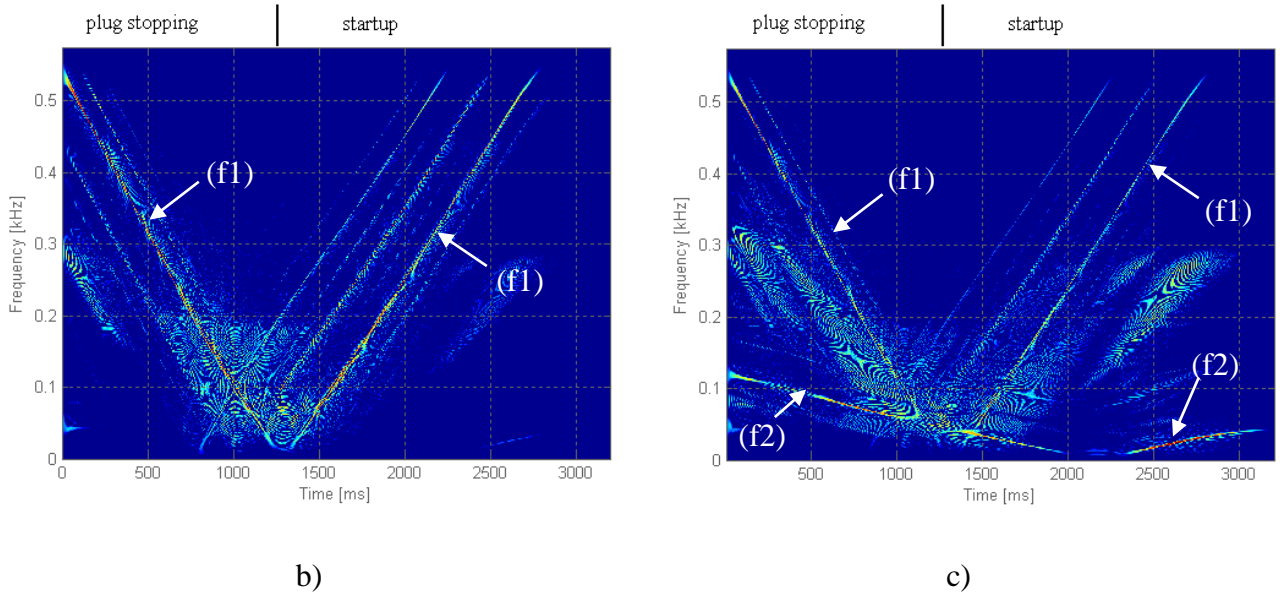 plug stopping startup
(f1)
(f1)
0.5
0.4
0.3
0.2
0.1
0
Frequency [kHz]
0 500 1000 1500 2000 2500 3000
Time [ms]
b)
plug stopping startup
(f1)
(f1)
(f2)
(f2)
0.5
0.4
0.3
0.2
0.1
0
Frequency [kHz]
500 1000 1500 2000 2500 3000
Time [ms]
c)